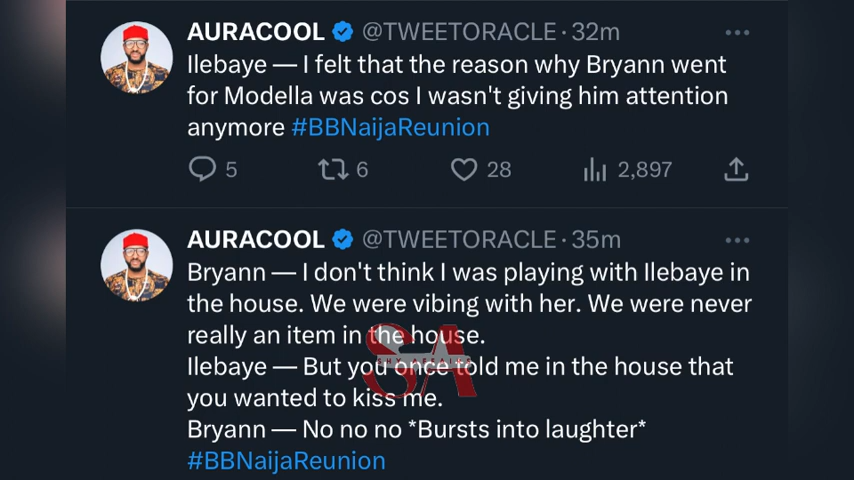 AURACOOL @TWEETORACLE · 32m
Ilebaye — I felt that the reason why Bryann went
for Modella was cos I wasn't giving him attention
anymore #BBNaijaReunion
5 6 28 2,897
AURACOOL @TWEETORACLE · 35m
Bryann — I don't think I was playing with Ilebaye in
the house. We were vibing with her. We were never
really an item in the house.
SA
Ilebaye — But you once told me in the house that
you wanted to kiss me.
Bryann — No no no *Bursts into laughter*
#BBNaijaReunion